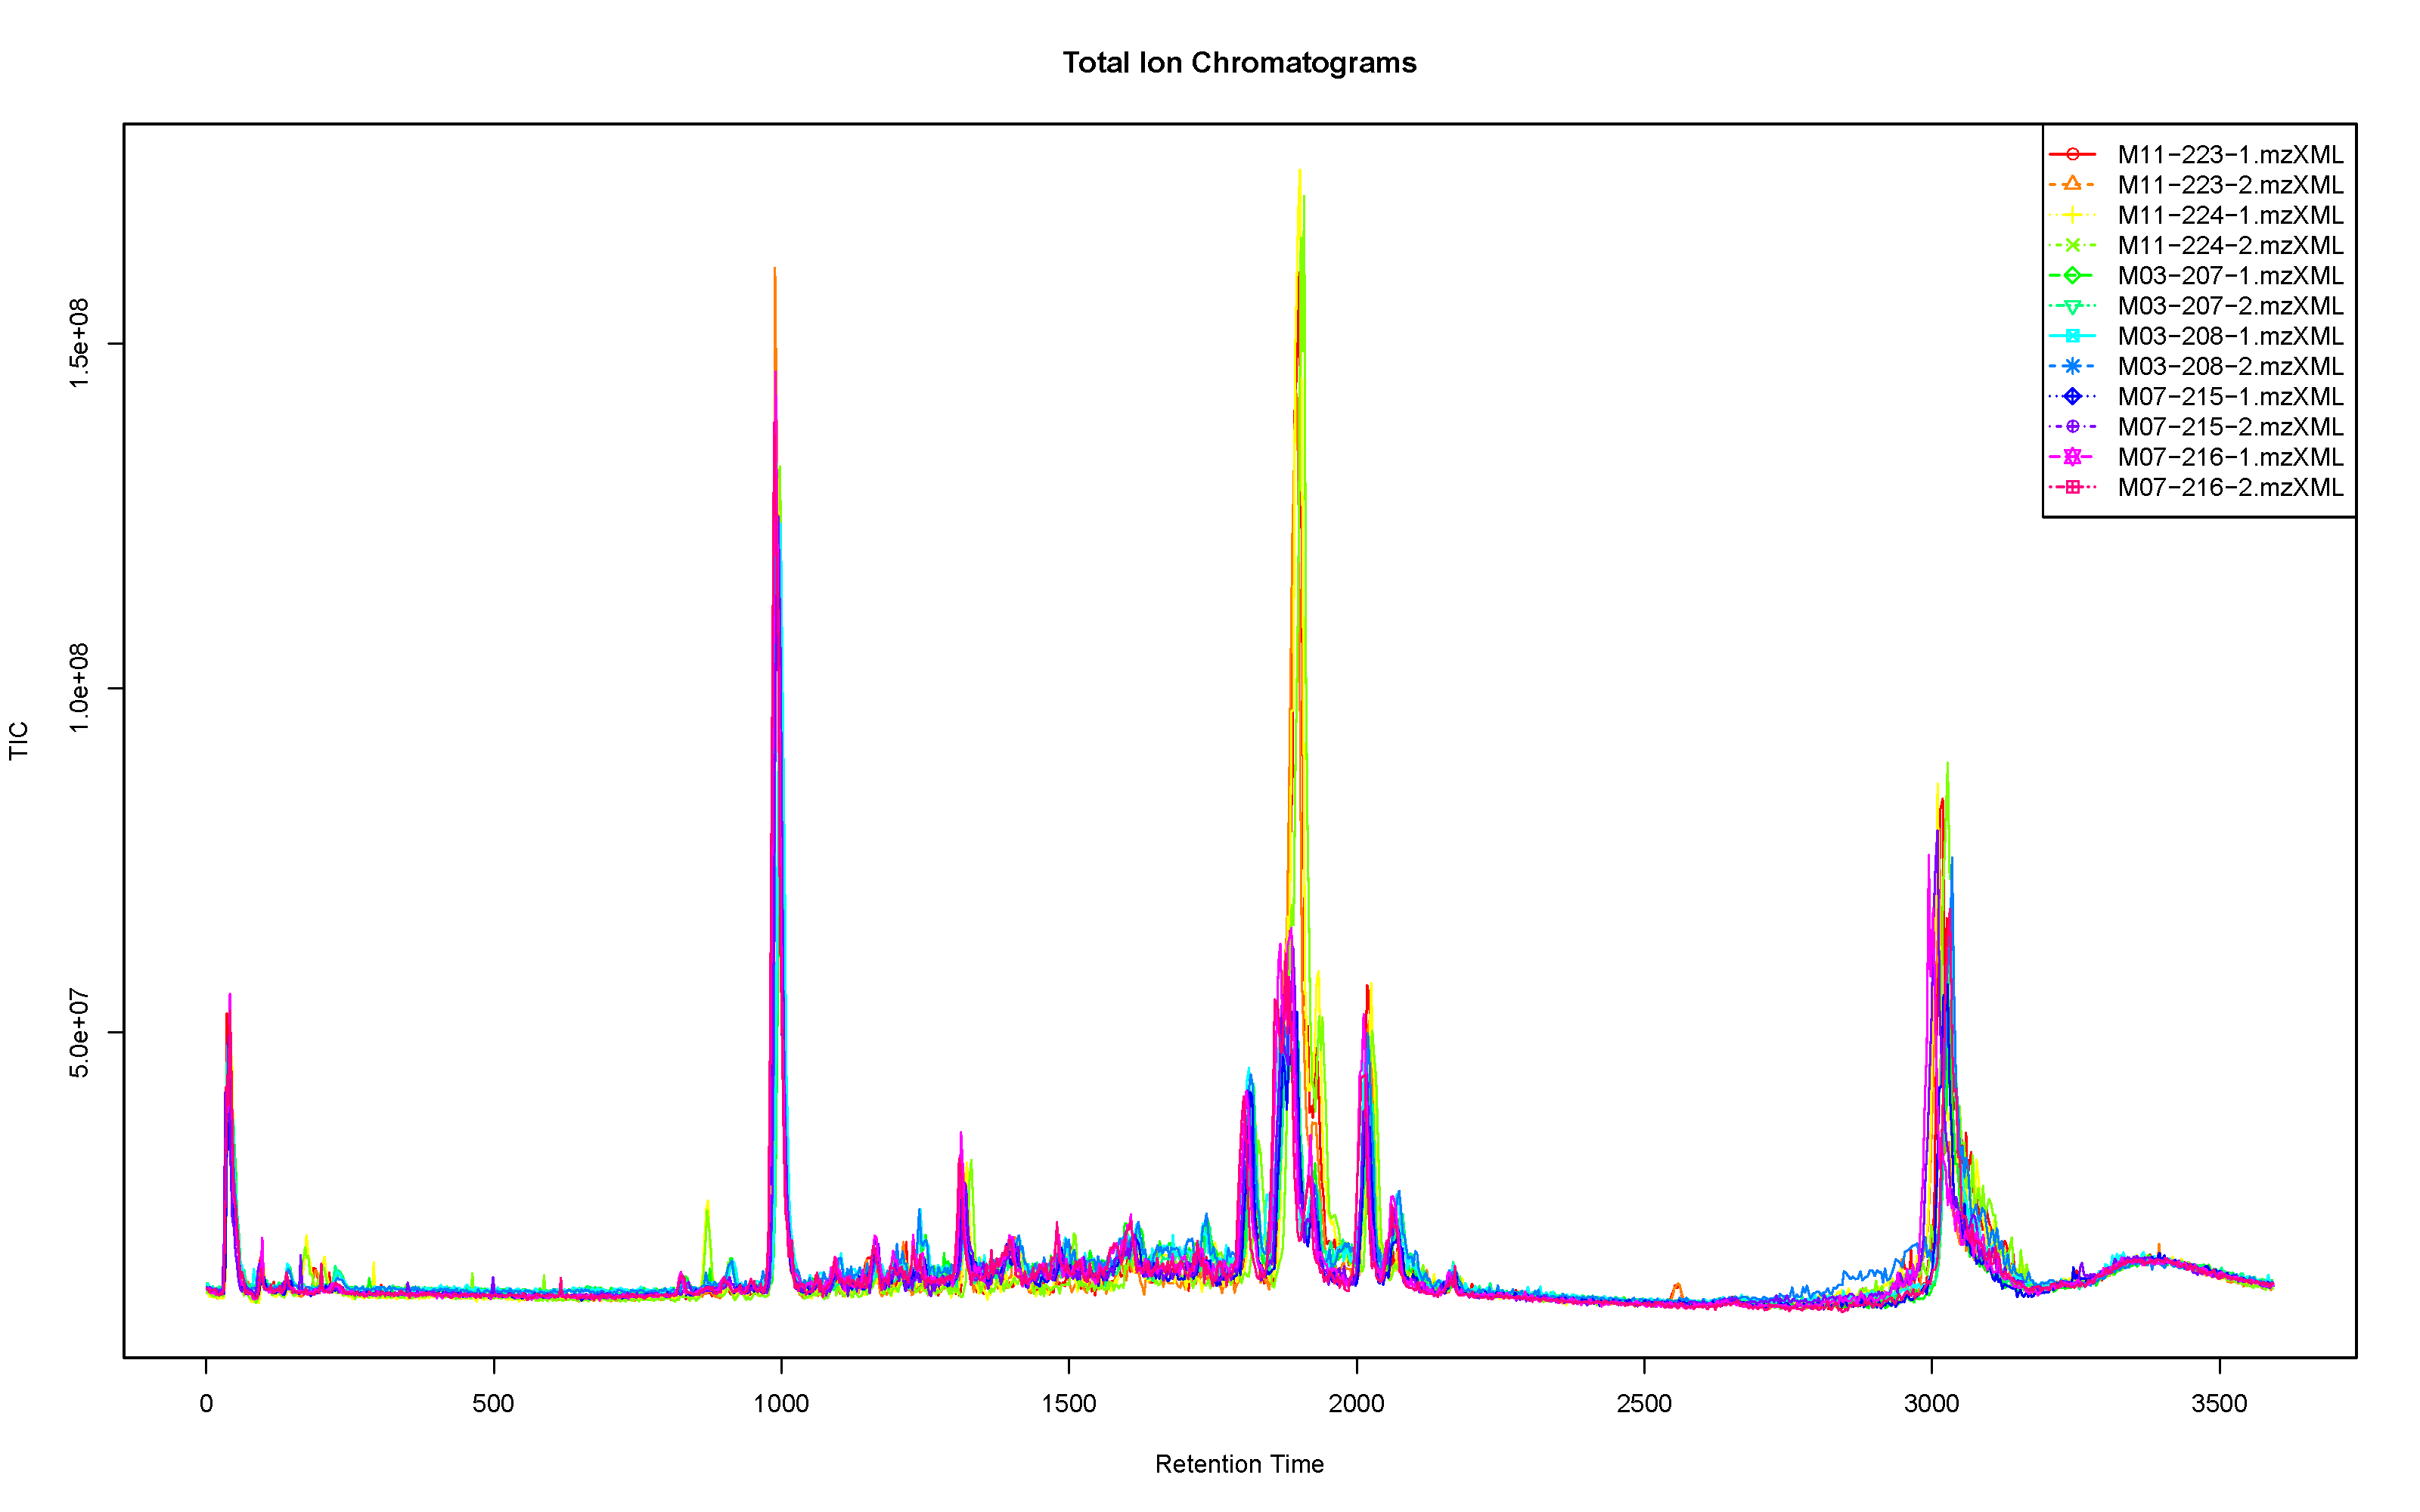 Total Ion Chromatograms
M11−223−1.mzXML
M11−223−2.mzXML
M11−224−1.mzXML
M11−224−2.mzXML
M03−207−1.mzXML
M03−207−2.mzXML
M03−208−1.mzXML
M03−208−2.mzXML
M07−215−1.mzXML
M07−215−2.mzXML
M07−216−1.mzXML
M07−216−2.mzXML
TIC
1.5e+08
1.0e+08
5.0e+07
0 500 1000 1500 2000 2500 3000 3500
Retention Time